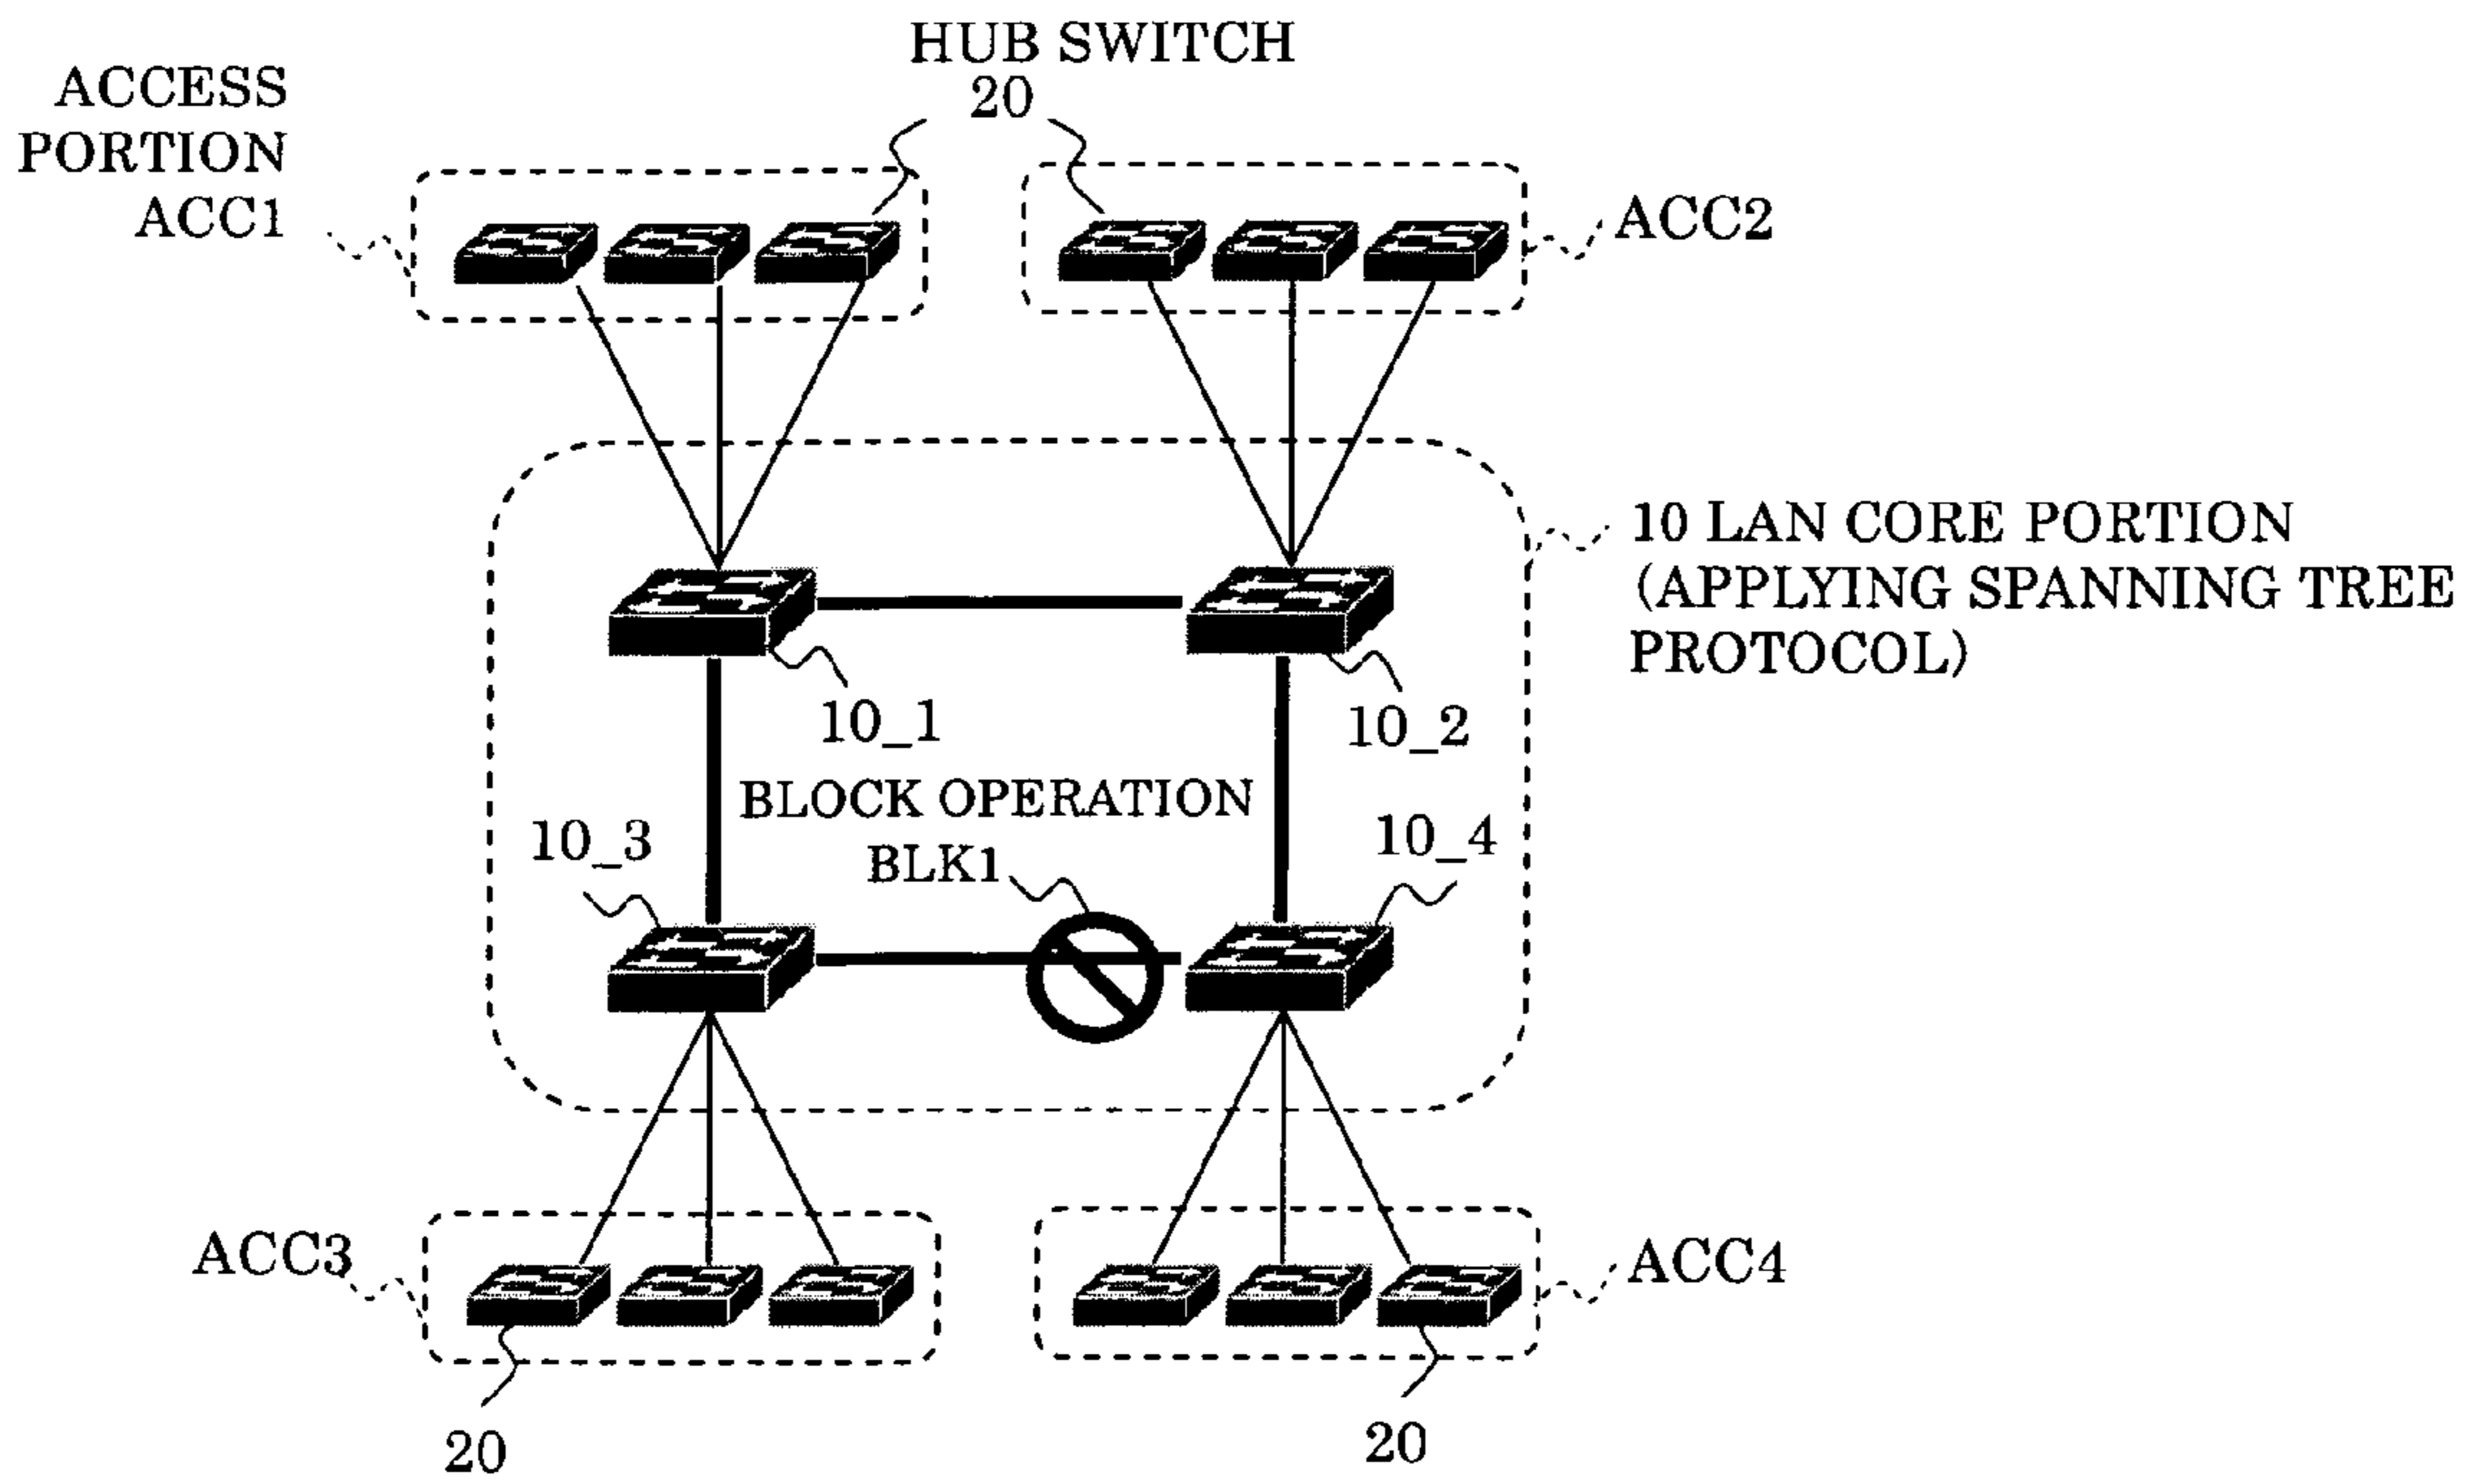 HUB SWITCH
20
ACCESS
PORTION
ACC1
ACC2
10 LAN CORE PORTION
(APPLYING SPANNING TREE
PROTOCOL)
10_1
10_2
BLOCK OPERATION
BLK1
10_3
10_4
ACC3
ACC4
20
20